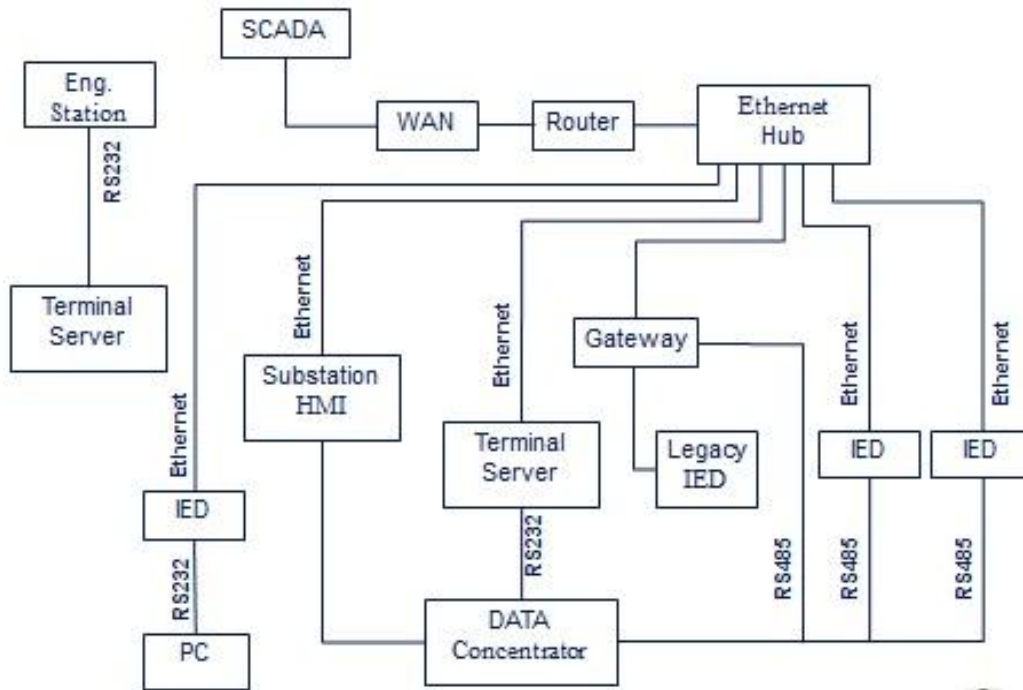 SCADA
Eng.
Station
WAN
Router
Ethernet
Hub
RS232
Terminal
Server
Ethernet
Ethernet
Ethernet
Ethernet
Ethernet
Gateway
Substation
HMI
Terminal
Server
Legacy
IED
IED
IED
IED
RS232
RS232
RS485
RS485
RS485
PC
DATA
Concentrator